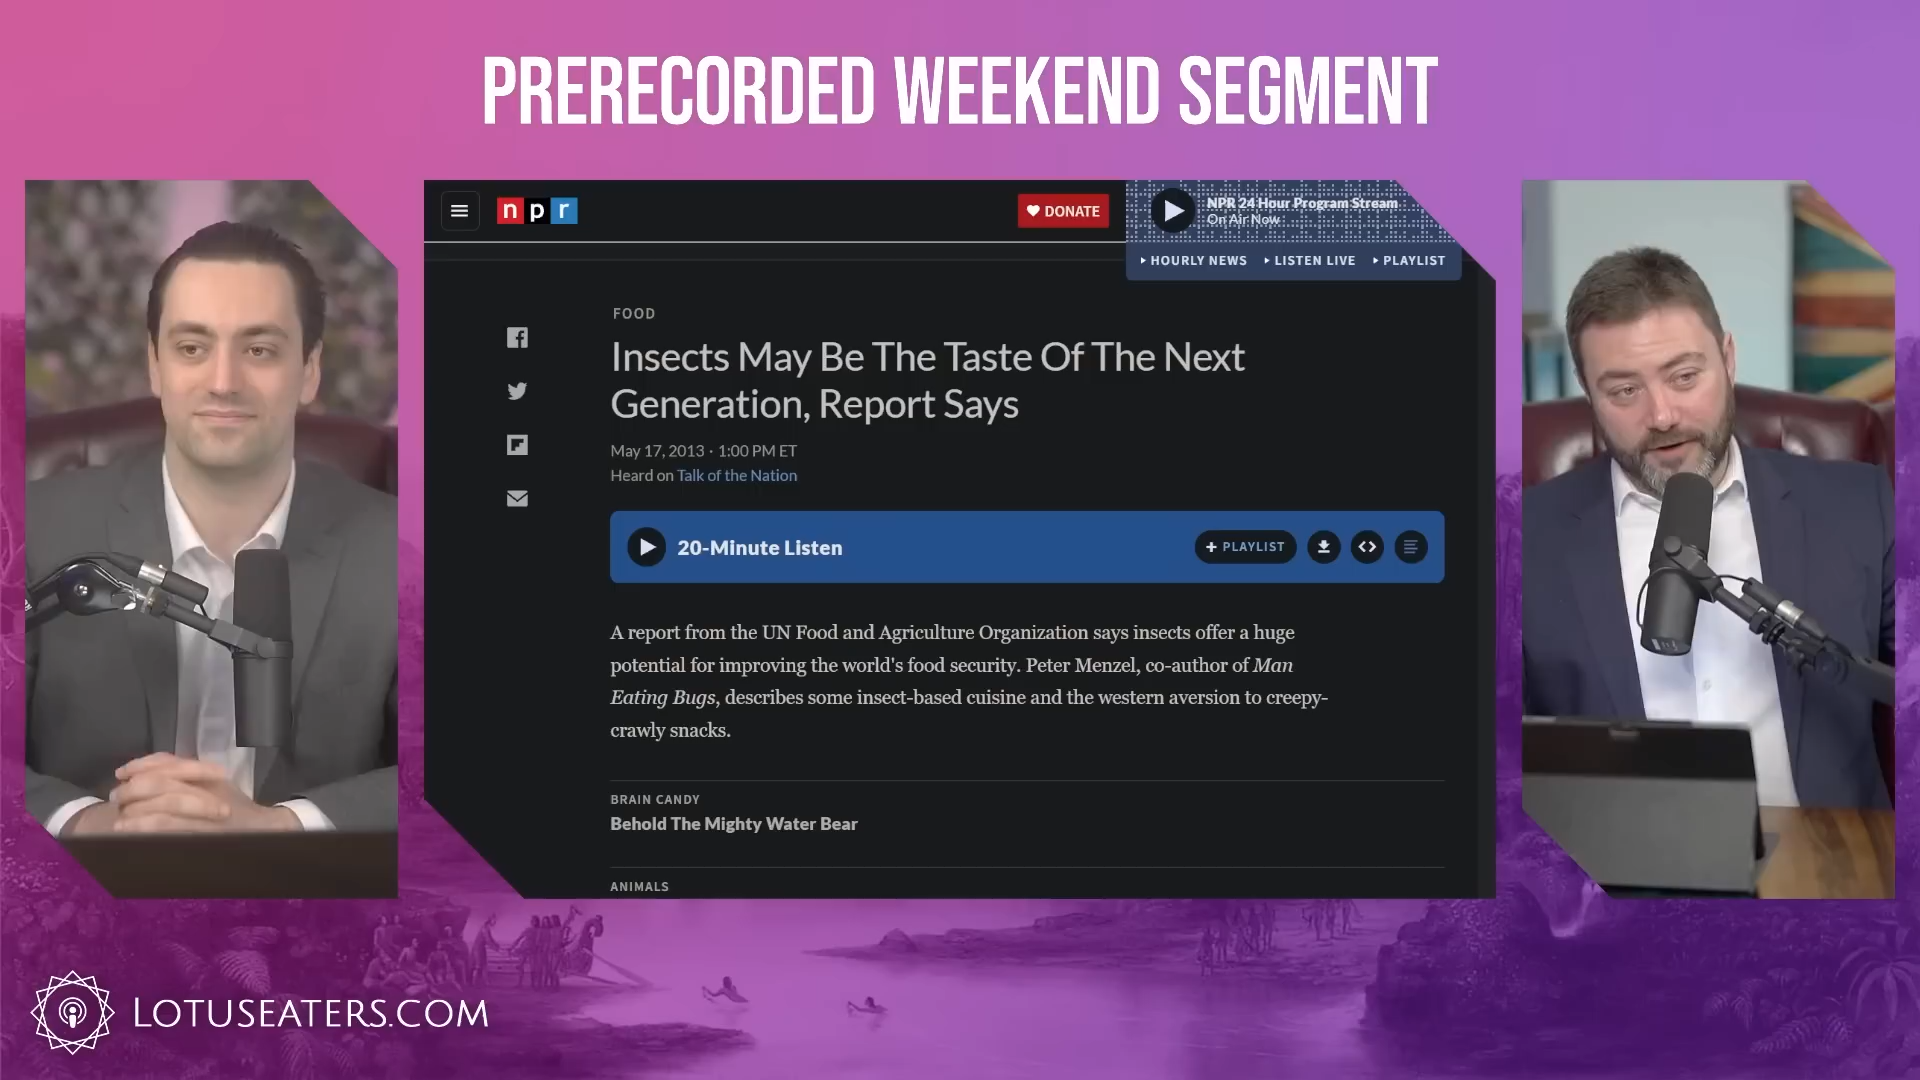 PRERECORDED WEEKEND SEGMENT
npr
DONATE
NPR 24 Hour Program Stream
On Air Now
HOURLY NEWS
LISTEN LIVE
PLAYLIST
FOOD
Insects May Be The Taste Of The Next
Generation, Report Says
May 17, 2013 · 1:00 PM ET
Heard on Talk of the Nation
20-Minute Listen
+ PLAYLIST
A report from the UN Food and Agriculture Organization says insects offer a huge
potential for improving the world's food security. Peter Menzel, co-author of Man
Eating Bugs, describes some insect-based cuisine and the western aversion to creepy-
crawly snacks.
BRAIN CANDY
Behold The Mighty Water Bear
ANIMALS
LOTUSEATERS.COM